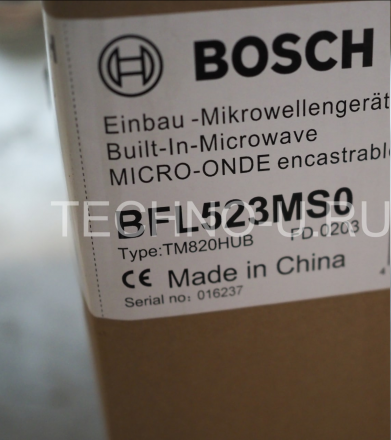 BOSCH
Einbau -Mikrowellengerät
Built-In-Microwave
MICRO-ONDE encastrable
BFL523MS0
Type:TM820HUB FD 0203
CE Made in China
Serial no: 016237